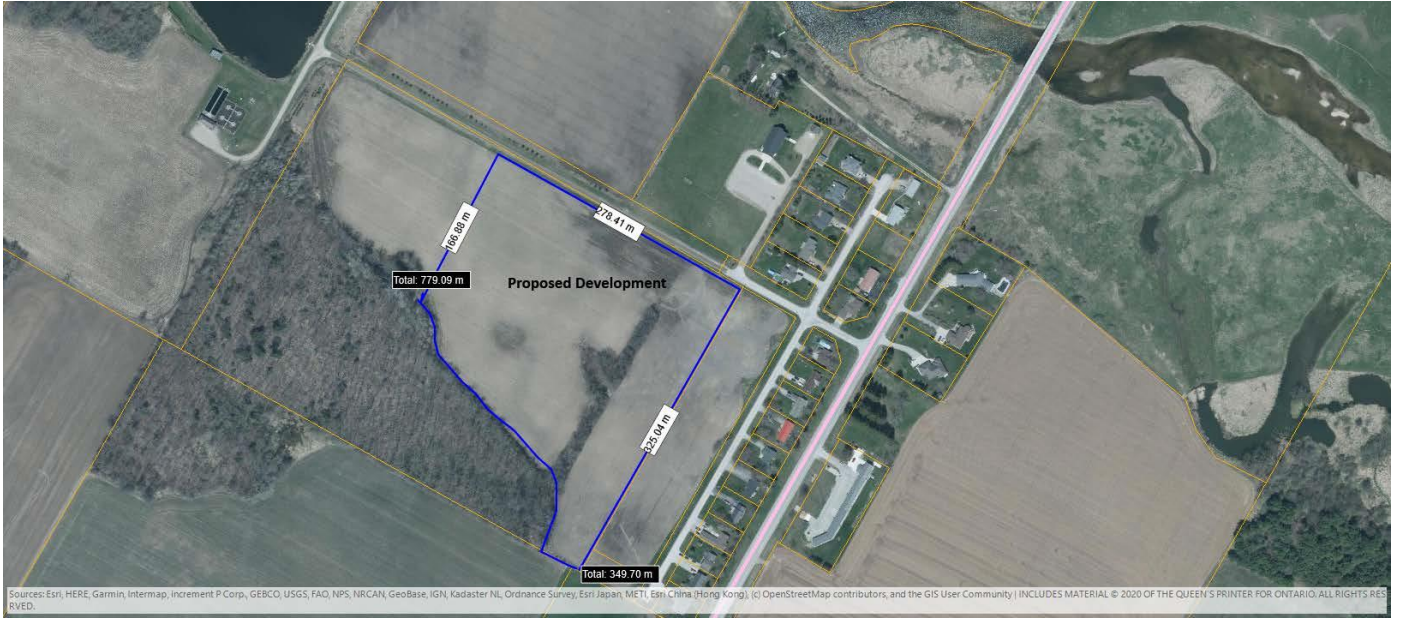 278.41 m
166.88 m
Total: 779.09 m
Proposed Development
325.04 m
Total: 349.70 m
Sources: Esri, HERE, Garmin, Intermap, increment P Corp., GEBCO, USGS, FAO, NPS, NRCAN, GeoBase, IGN, Kadaster NL, Ordnance Survey, Esri Japan, METI, Esri China (Hong Kong), (c) OpenStreetMap contributors, and the GIS User Community | INCLUDES MATERIAL © 2020 OF THE QUEEN'S PRINTER FOR ONTARIO. ALL RIGHTS RES
RVED.